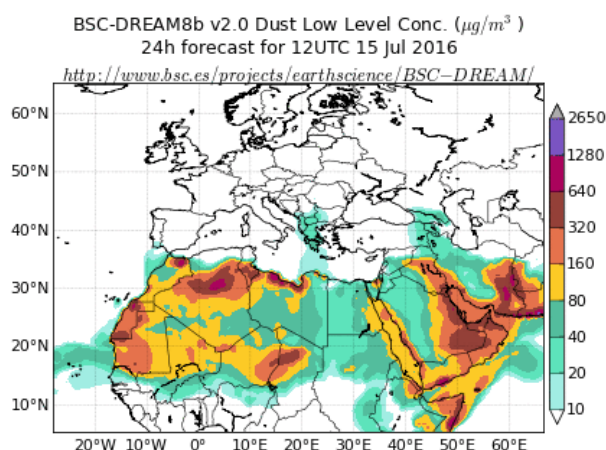 BSC-DREAM8b v2.0 Dust Low Level Conc. (μg/m³ )
24h forecast for 12UTC 15 Jul 2016
http://www.bsc.es/projects/earthscience/BSC−DREAM/
60°N
50°N
40°N
30°N
20°N
10°N
20°W 10°W 0° 10°E 20°E 30°E 40°E 50°E 60°E
2650
1280
640
320
160
80
40
20
10